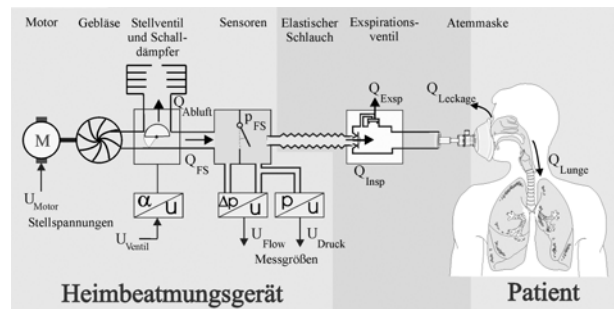 Motor
Gebläse
Stellventil
und Schall-
dämpfer
Sensoren
Elastischer
Schlauch
Exspirations-
ventil
Atemmaske
Q Abluft
p FS
Q Exsp
Q Leckage
M
Q FS
Q Insp
Q Lunge
U Motor
Stellspannungen
α
u
Δp
u
p
u
U Ventil
U Flow
U Druck
Messgrößen
Heimbeatmungsgerät
Patient